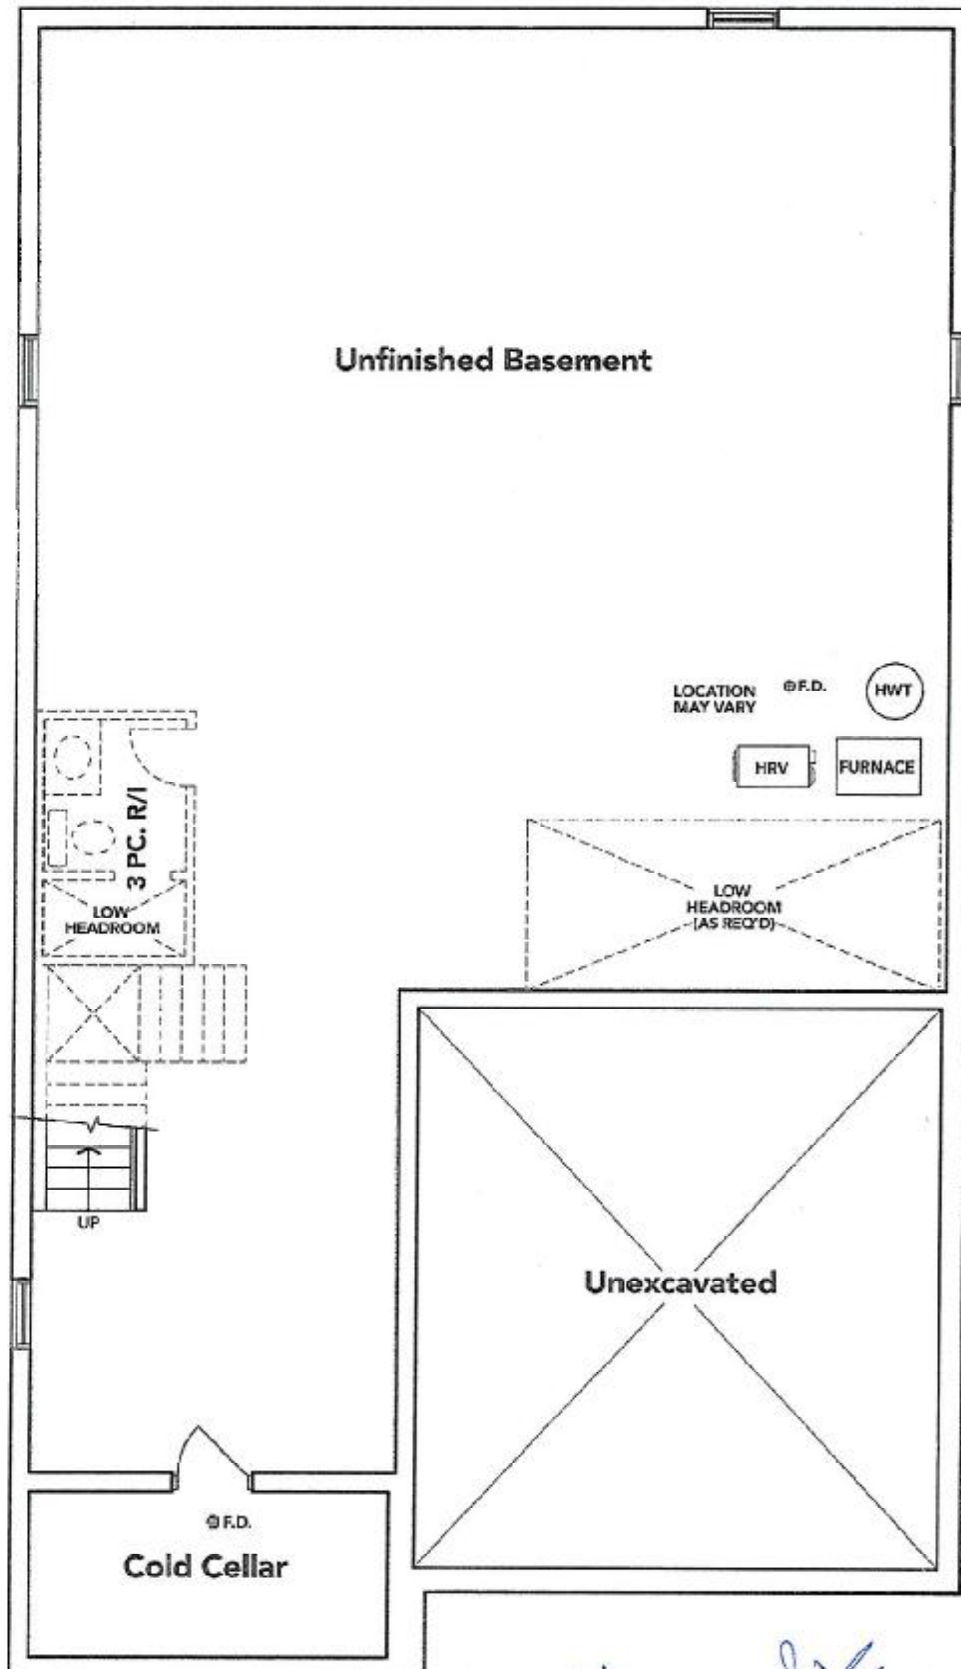 Unfinished Basement
LOCATION
MAY VARY
F.D.
HWT
HRV
FURNACE
3 PC. R/I
LOW
HEADROOM
LOW
HEADROOM
(AS REQ'D)
UP
Unexcavated
F.D.
Cold Cellar